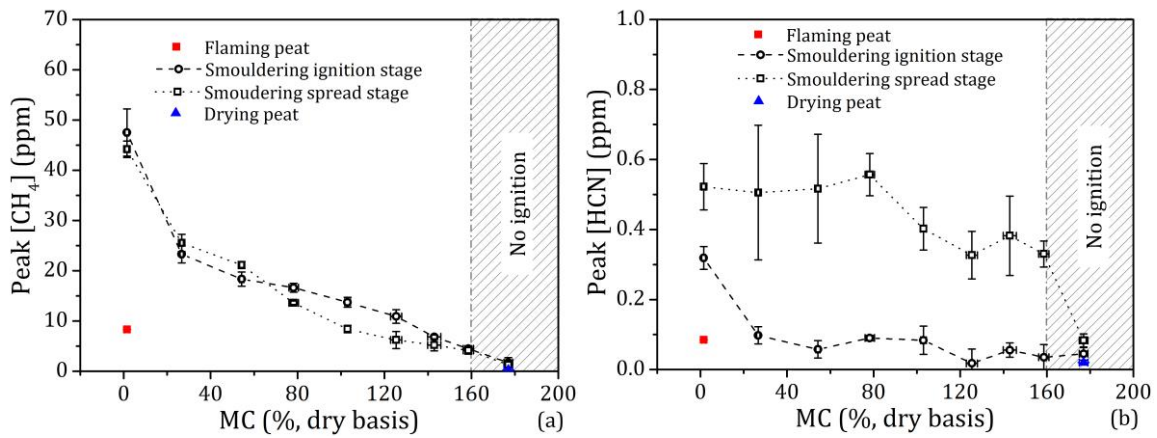 70
60
50
40
30
20
10
0
Peak [CH4] (ppm)
Flaming peat
Smouldering ignition stage
Smoudering spread stage
Drying peat
No ignition
0 40 80 120 160 200
MC (%, dry basis)
(a)
1.0
0.8
0.6
0.4
0.2
0.0
Peak [HCN] (ppm)
Flaming peat
Smouldering ignition stage
Smouldering spread stage
Drying peat
No ignition
0 40 80 120 160 200
MC (%, dry basis)
(b)